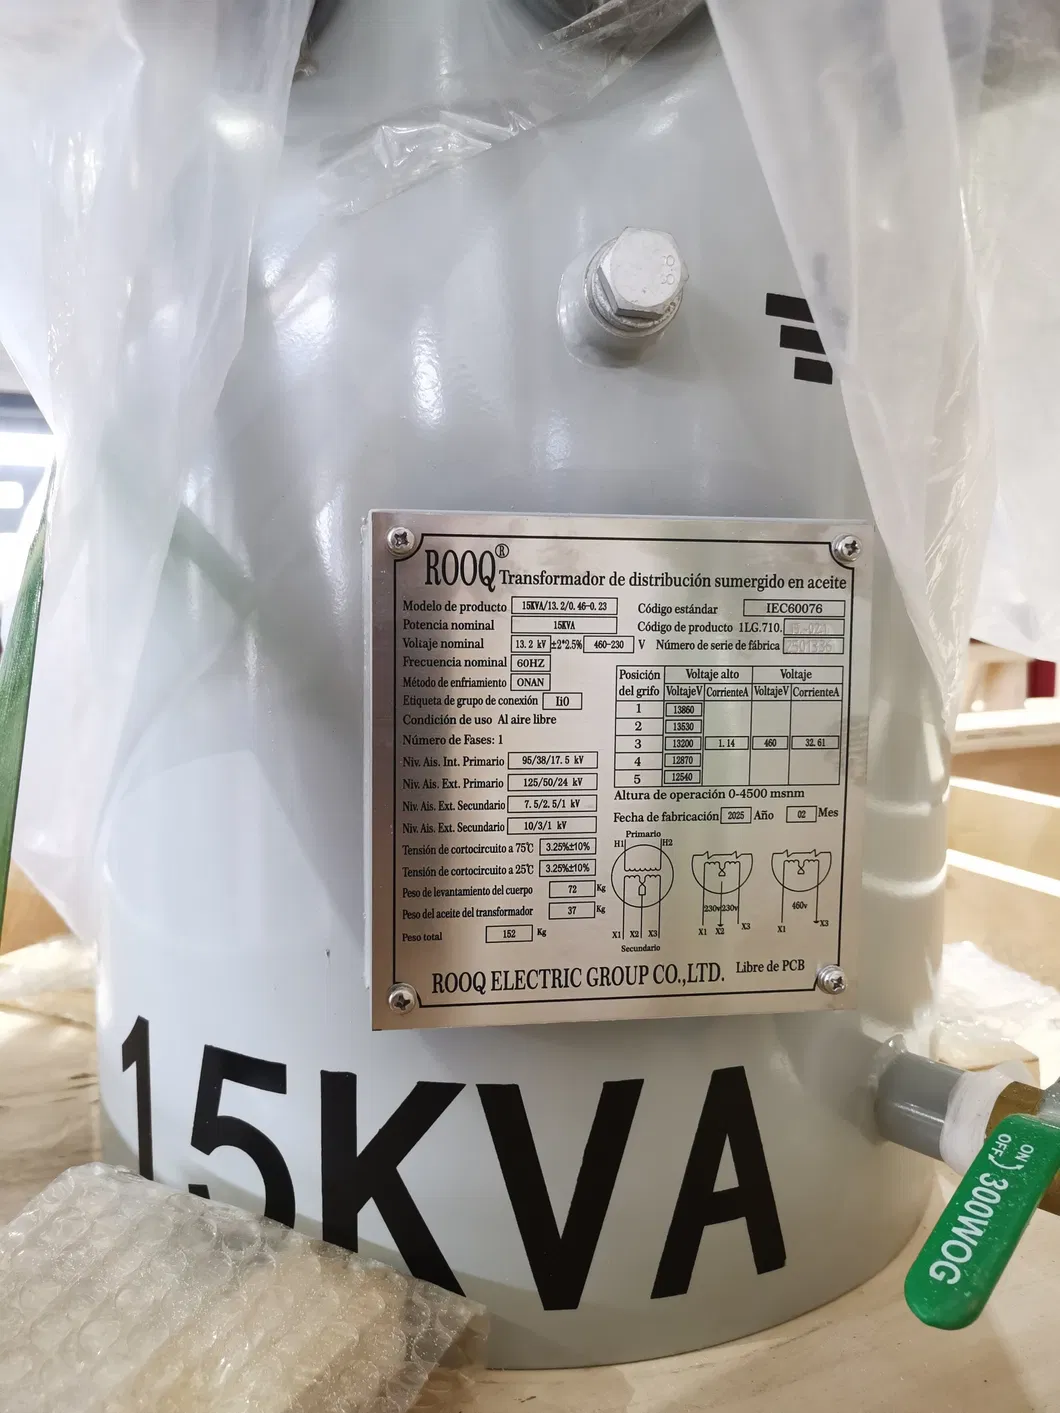 8.8
ROOQ® Transformador de distribución sumergido en aceite
Modelo de producto 15KVA/13.2/0.46-0.23
Potencia nominal 15KVA
Voltaje nominal 13.2 kV ±2*2.5% 460-230 V
Frecuencia nominal 60HZ
Método de enfriamiento ONAN
Etiqueta de grupo de conexión Ii0
Condición de uso Al aire libre
Número de Fases: 1
Niv. Ais. Int. Primario 95/38/17.5 kV
Niv. Ais. Ext. Primario 125/50/24 kV
Niv. Ais. Ext. Secundario 7.5/2.5/1 kV
Niv. Ais. Ext. Secundario 10/3/1 kV
Tensión de cortocircuito a 75℃ 3.25%±10%
Tensión de cortocircuito a 25℃ 3.25%±10%
Peso de levantamiento del cuerpo 72 Kg
Peso del aceite del transformador 37 Kg
Peso total 152 Kg
Código estándar IEC60076
Código de producto 1LG.710.
Número de serie de fábrica
Posición del grifo Voltaje alto Voltaje
VoltajeV CorrienteA VoltajeV CorrienteA
1 13860
2 13530
3 13200 1.14 460 32.61
4 12870
5 12540
Altura de operación 0-4500 msnm
Fecha de fabricación 2025 Año 02 Mes
Primario
H1 H2
X1 X2 X3
Secundario
230v 230v
X1 X2 X3
460v
X1 X3
ROOQ ELECTRIC GROUP CO.,LTD. Libre de PCB
15KVA
ON
OFF
300WOG